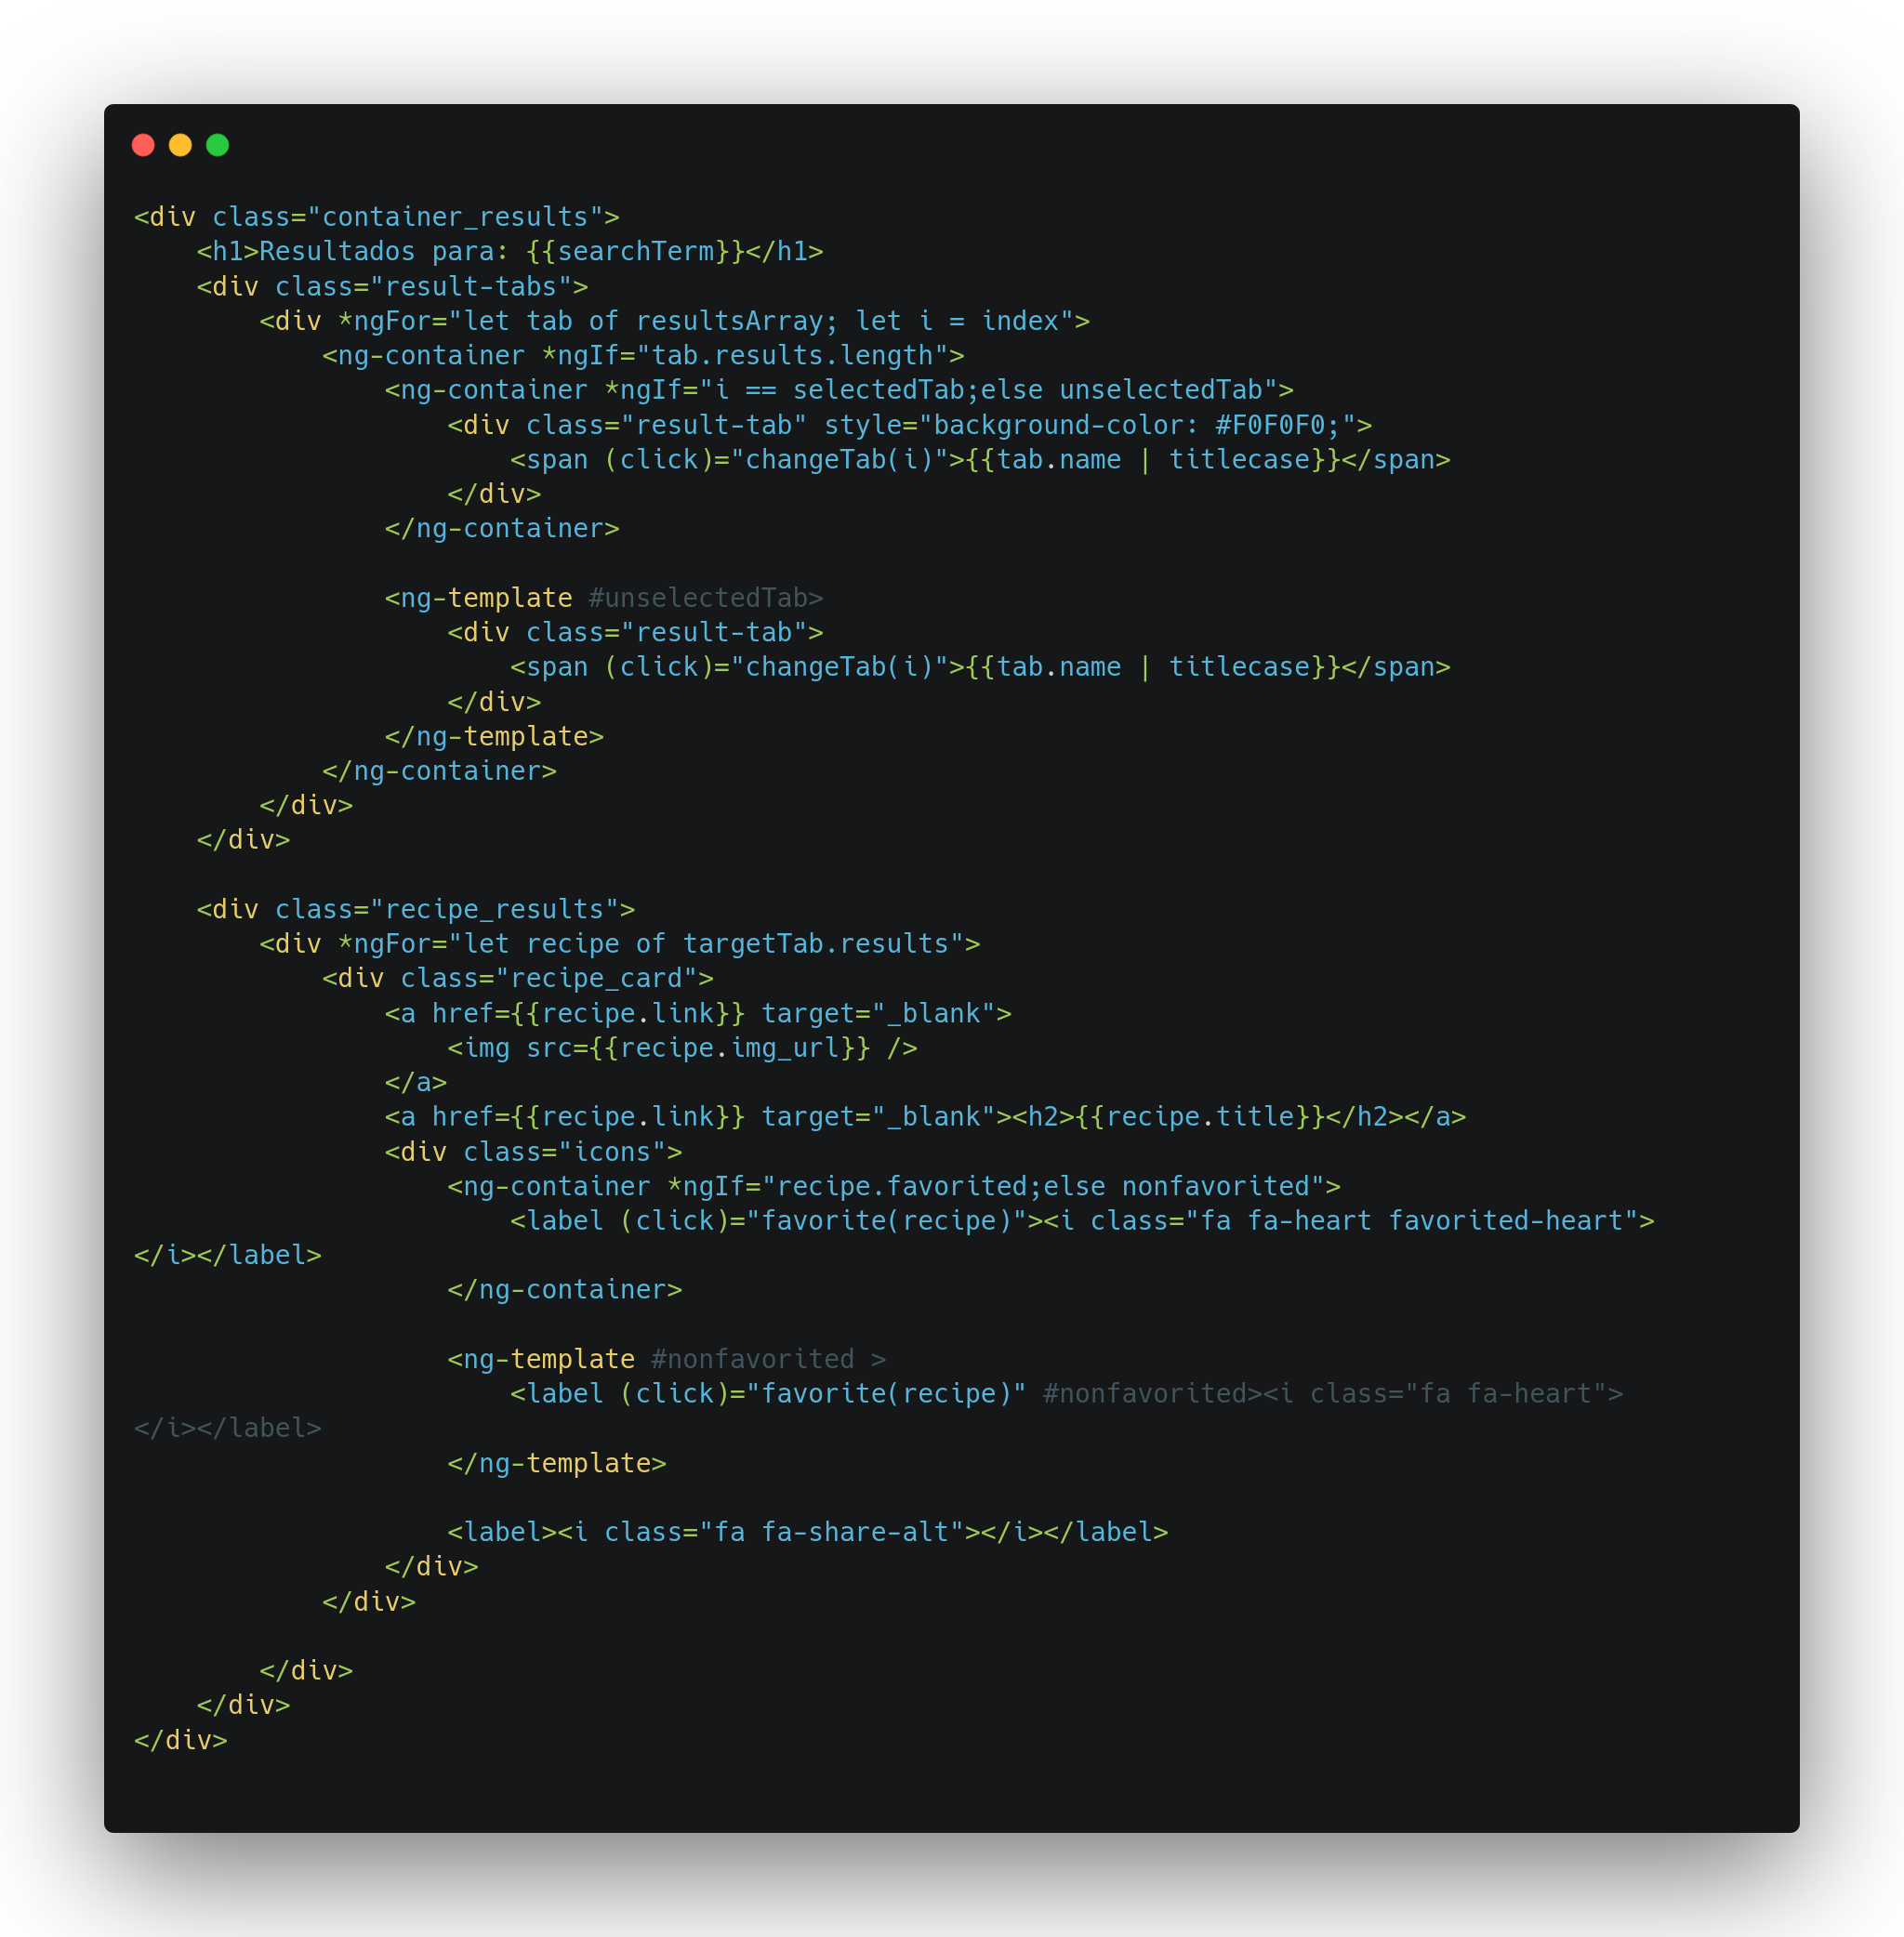 <div class="container_results">
    <h1>Resultados para: {{searchTerm}}</h1>
    <div class="result-tabs">
        <div *ngFor="let tab of resultsArray; let i = index">
            <ng-container *ngIf="tab.results.length">
                <ng-container *ngIf="i == selectedTab;else unselectedTab">
                    <div class="result-tab" style="background-color: #F0F0F0;">
                        <span (click)="changeTab(i)">{{tab.name | titlecase}}</span>
                    </div>
                </ng-container>

                <ng-template #unselectedTab>
                    <div class="result-tab">
                        <span (click)="changeTab(i)">{{tab.name | titlecase}}</span>
                    </div>
                </ng-template>
            </ng-container>
        </div>
    </div>

    <div class="recipe_results">
        <div *ngFor="let recipe of targetTab.results">
            <div class="recipe_card">
                <a href={{recipe.link}} target="_blank">
                    <img src={{recipe.img_url}} />
                </a>
                <a href={{recipe.link}} target="_blank"><h2>{{recipe.title}}</h2></a>
                <div class="icons">
                    <ng-container *ngIf="recipe.favorited;else nonfavorited">
                        <label (click)="favorite(recipe)"><i class="fa fa-heart favorited-heart">
</i></label>
                    </ng-container>

                    <ng-template #nonfavorited >
                        <label (click)="favorite(recipe)" #nonfavorited><i class="fa fa-heart">
</i></label>
                    </ng-template>

                    <label><i class="fa fa-share-alt"></i></label>
                </div>
            </div>

        </div>
    </div>
</div>